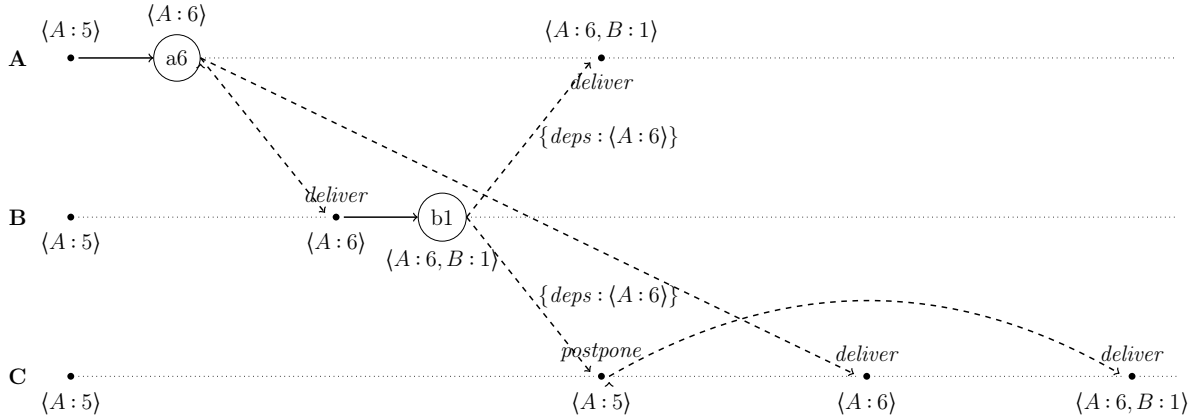 ⟨A : 6⟩
⟨A : 5⟩ ⟨A : 6, B : 1⟩
A a6
deliver
{deps : ⟨A : 6⟩}
deliver
B b1
⟨A : 5⟩ ⟨A : 6⟩ ⟨A : 6, B : 1⟩
{deps : ⟨A : 6⟩}
postpone deliver deliver
C
⟨A : 5⟩ ⟨A : 5⟩ ⟨A : 6⟩ ⟨A : 6, B : 1⟩